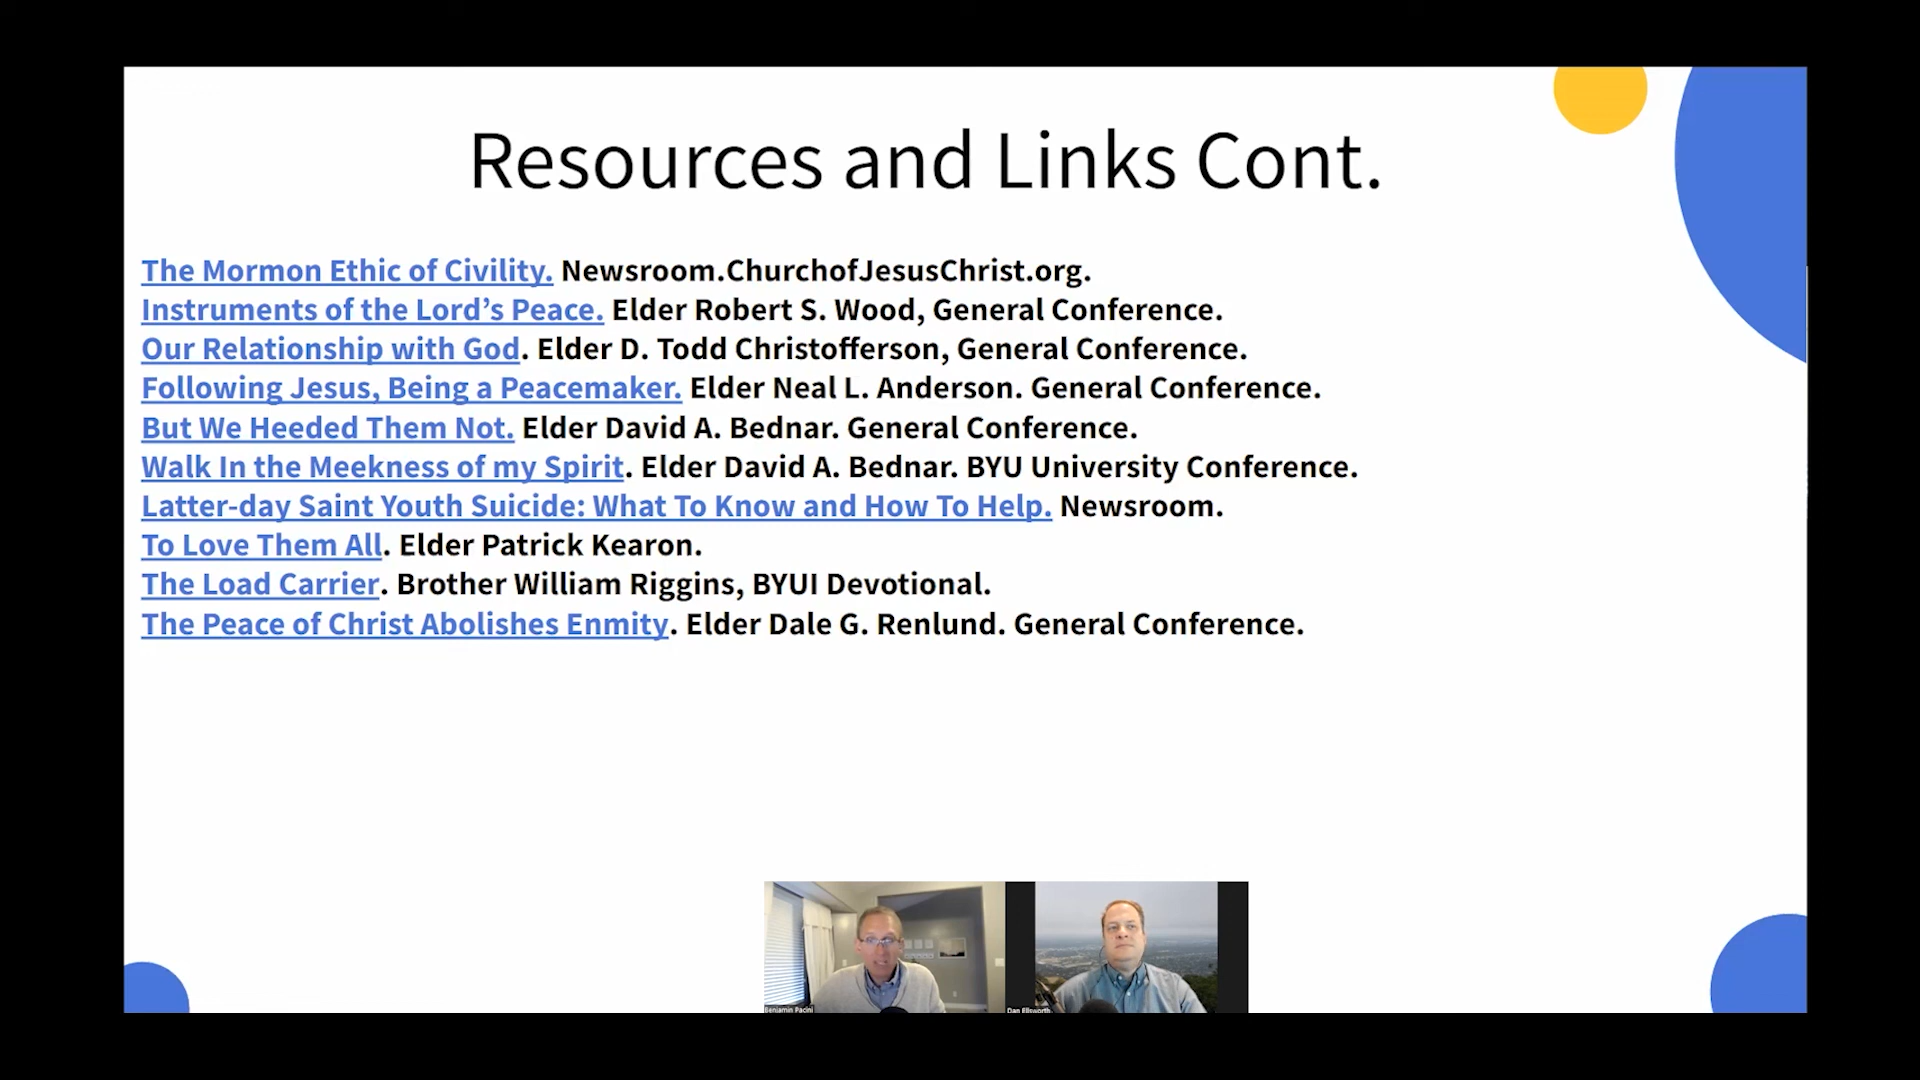 Resources and Links Cont.
The Mormon Ethic of Civility. Newsroom.ChurchofJesusChrist.org.
Instruments of the Lord’s Peace. Elder Robert S. Wood, General Conference.
Our Relationship with God. Elder D. Todd Christofferson, General Conference.
Following Jesus, Being a Peacemaker. Elder Neal L. Anderson. General Conference.
But We Heeded Them Not. Elder David A. Bednar. General Conference.
Walk In the Meekness of my Spirit. Elder David A. Bednar. BYU University Conference.
Latter-day Saint Youth Suicide: What To Know and How To Help. Newsroom.
To Love Them All. Elder Patrick Kearon.
The Load Carrier. Brother William Riggins, BYUI Devotional.
The Peace of Christ Abolishes Enmity. Elder Dale G. Renlund. General Conference.
Benjamin Pacini
Dan Ellsworth